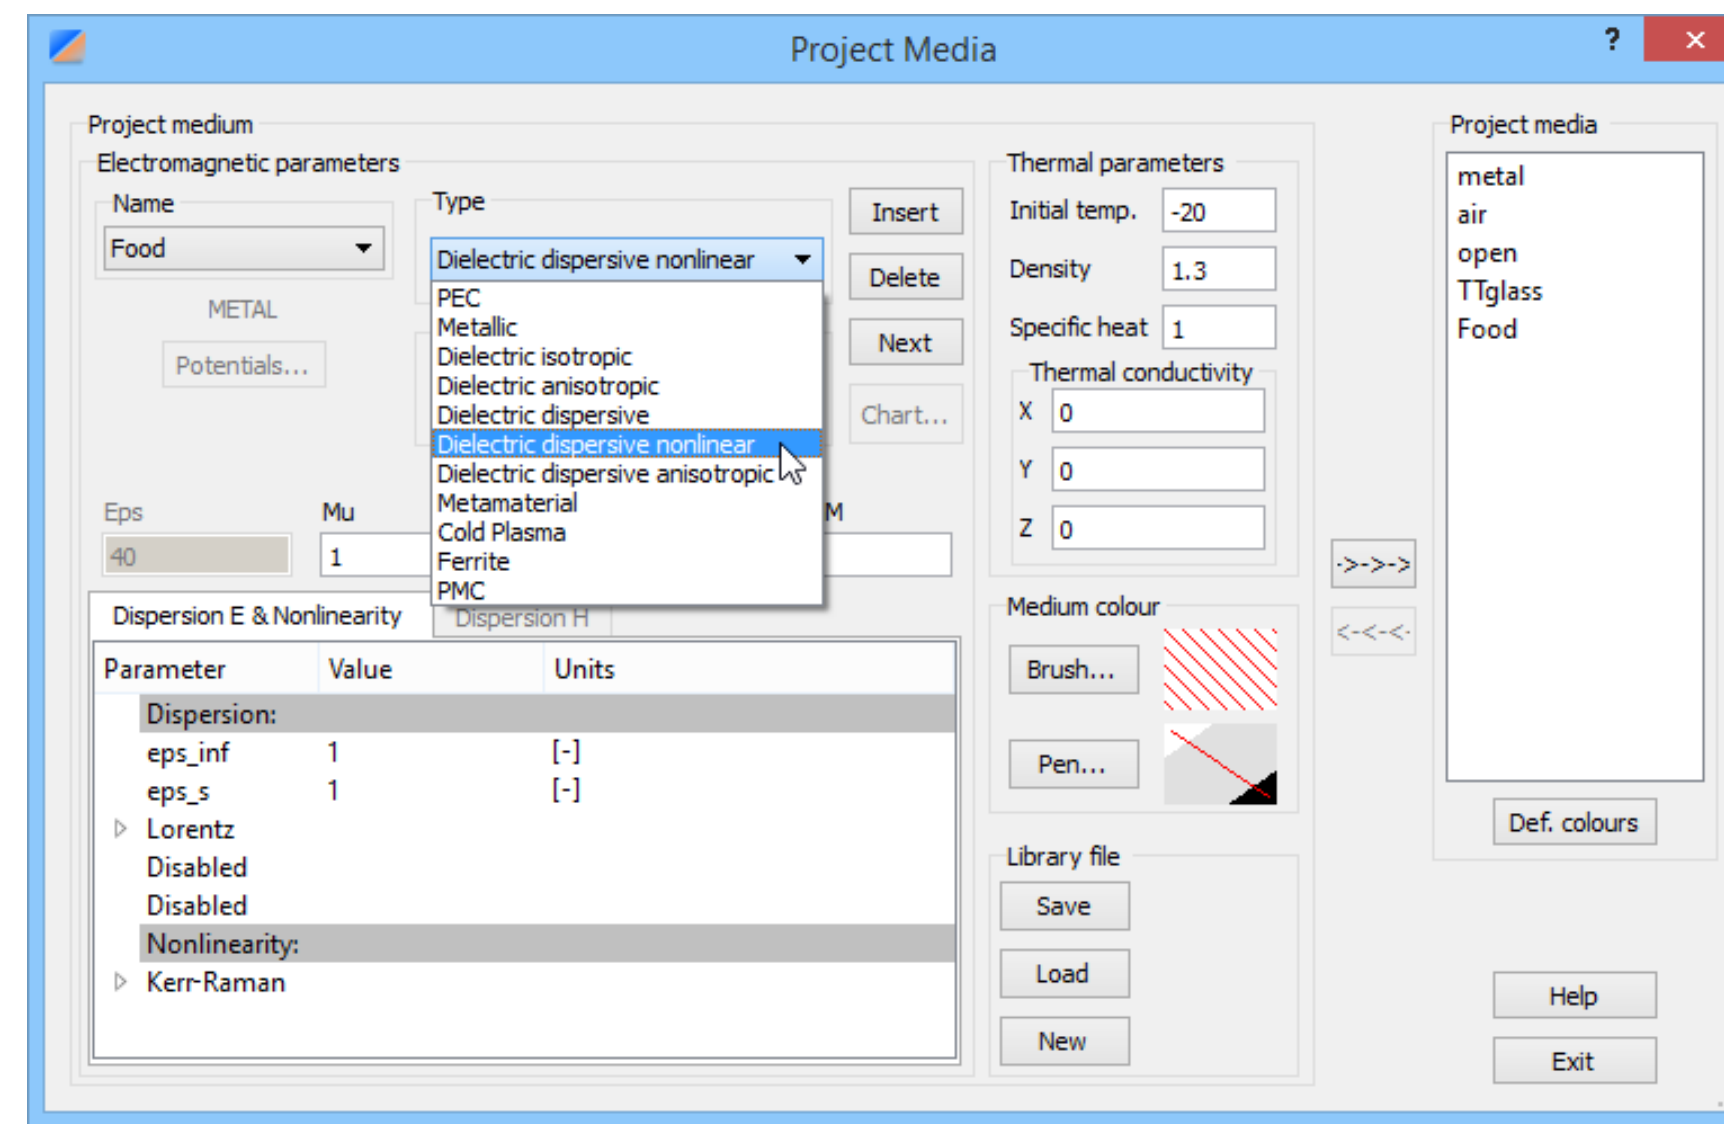 Project Media
?
Project medium
Electromagnetic parameters
Name
Food
METAL
Potentials...
Type
Dielectric dispersive nonlinear
PEC
Metallic
Dielectric isotropic
Dielectric anisotropic
Dielectric dispersive
Dielectric dispersive nonlinear
Dielectric dispersive anisotropic
Metamaterial
Cold Plasma
Ferrite
PMC
Insert
Delete
Next
Chart...
Eps
Mu
M
40
1
Dispersion E & Nonlinearity
Dispersion H
Parameter Value Units
Dispersion:
eps_inf 1 [-]
eps_s 1 [-]
Lorentz
Disabled
Disabled
Nonlinearity:
Kerr-Raman
Thermal parameters
Initial temp. -20
Density 1.3
Specific heat 1
Thermal conductivity
X 0
Y 0
Z 0
Medium colour
Brush...
Pen...
Library file
Save
Load
New
->->->
<-<-<-
Project media
metal
air
open
TTglass
Food
Def. colours
Help
Exit